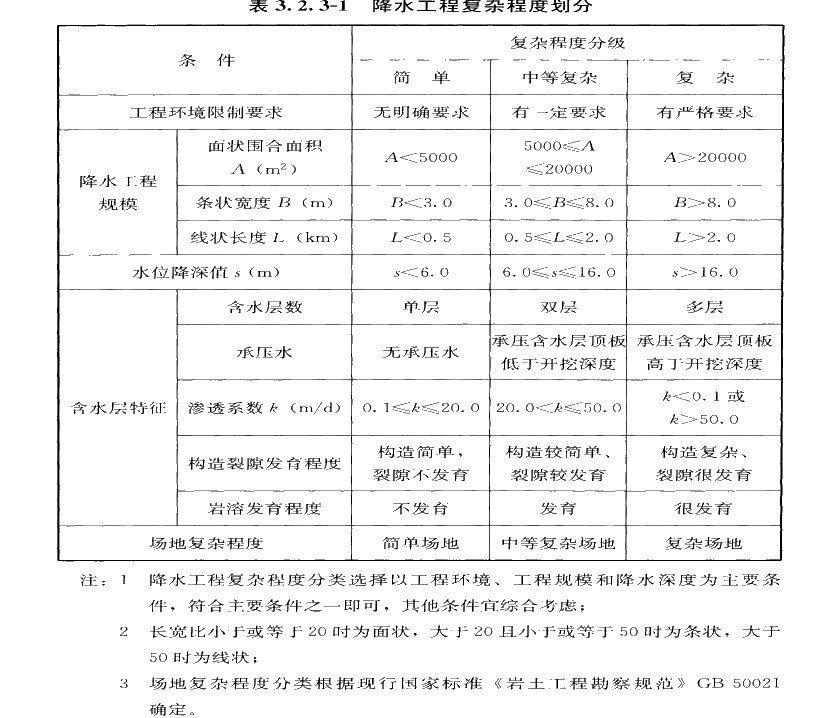 表 3.2.3-1 降水工程复杂程度划分
条 件
复杂程度分级
简 单 中等复杂 复 杂
工程环境限制要求 无明确要求 有一定要求 有严格要求
降水工程规模
面状围合面积 A（m²） A<5000 5000≤A≤20000 A>20000
条状宽度 B（m） B<3.0 3.0≤B≤8.0 B>8.0
线状长度 L（km） L<0.5 0.5≤L≤2.0 L>2.0
水位降深值 s（m） s<6.0 6.0≤s≤16.0 s>16.0
含水层特征
含水层数 单层 双层 多层
承压水 无承压水 承压含水层顶板低于开挖深度 承压含水层顶板高于开挖深度
渗透系数 k（m/d） 0.1≤k≤20.0 20.0<k≤50.0 k<0.1 或 k>50.0
构造裂隙发育程度 构造简单，裂隙不发育 构造较简单、裂隙较发育 构造复杂、裂隙很发育
岩溶发育程度 不发育 发育 很发育
场地复杂程度 简单场地 中等复杂场地 复杂场地
注：1 降水工程复杂程度分类选择以工程环境、工程规模和降水深度为主要条
件，符合主要条件之一即可，其他条件宜综合考虑；
2 长宽比小于或等于 20 时为面状，大于 20 且小于或等于 50 时为条状，大于
50 时为线状；
3 场地复杂程度分类根据现行国家标准《岩土工程勘察规范》GB 50021
确定。